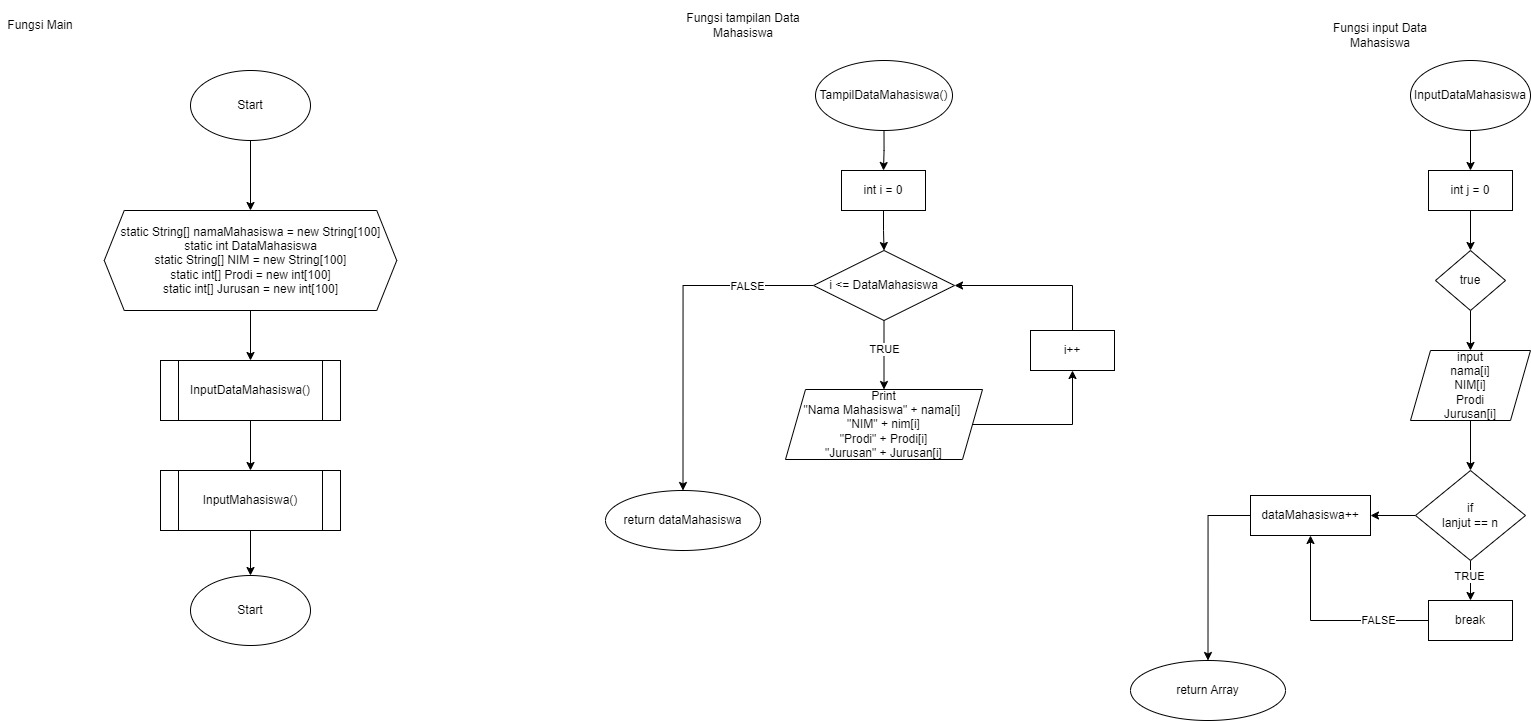 Fungsi Main
Start
static String[] namaMahasiswa = new String[100]
static int DataMahasiswa
static String[] NIM = new String[100]
static int[] Prodi = new int[100]
static int[] Jurusan = new int[100]
InputDataMahasiswa()
InputMahasiswa()
Start
Fungsi tampilan Data
Mahasiswa
TampilDataMahasiswa()
int i = 0
i <= DataMahasiswa
FALSE
TRUE
i++
Print
"Nama Mahasiswa" + nama[i]
"NIM" + nim[i]
"Prodi" + Prodi[i]
"Jurusan" + Jurusan[i]
return dataMahasiswa
Fungsi input Data
Mahasiswa
InputDataMahasiswa
int j = 0
true
input
nama[i]
NIM[i]
Prodi
Jurusan[i]
if
lanjut == n
dataMahasiswa++
TRUE
break
FALSE
return Array